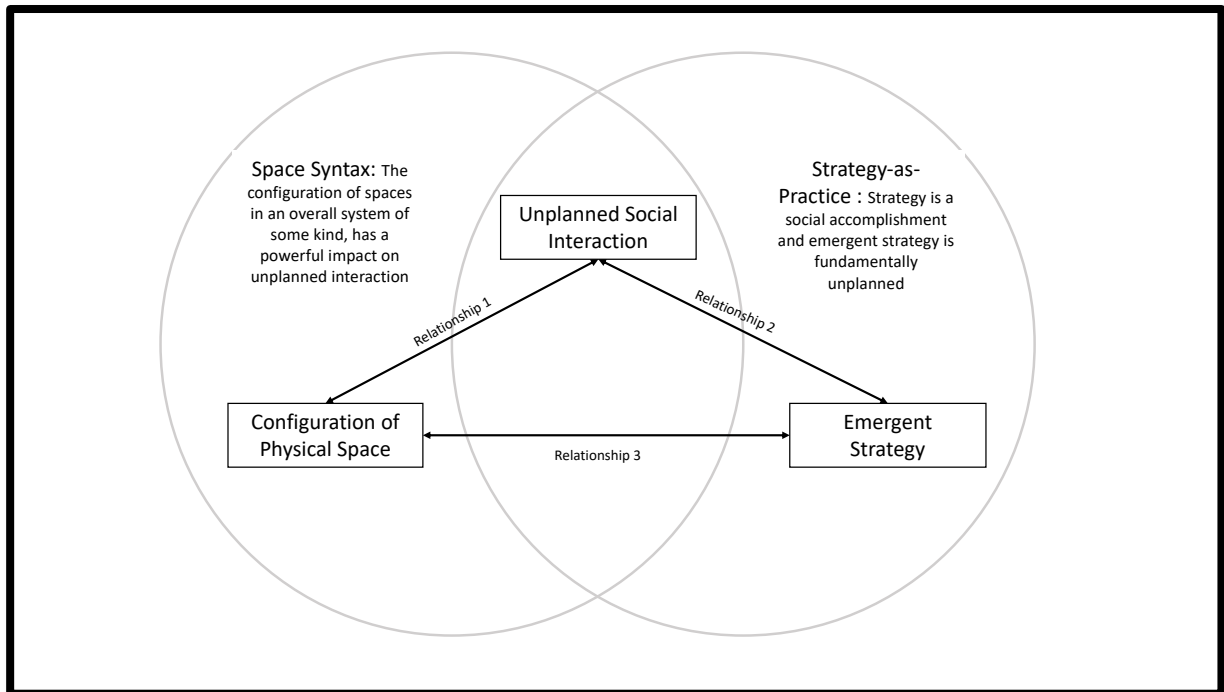 Space Syntax: The
configuration of spaces
in an overall system of
some kind, has a
powerful impact on
unplanned interaction
Strategy-as-
Practice : Strategy is a
social accomplishment
and emergent strategy is
fundamentally
unplanned
Unplanned Social
Interaction
Relationship 1
Relationship 2
Configuration of
Physical Space
Emergent
Strategy
Relationship 3